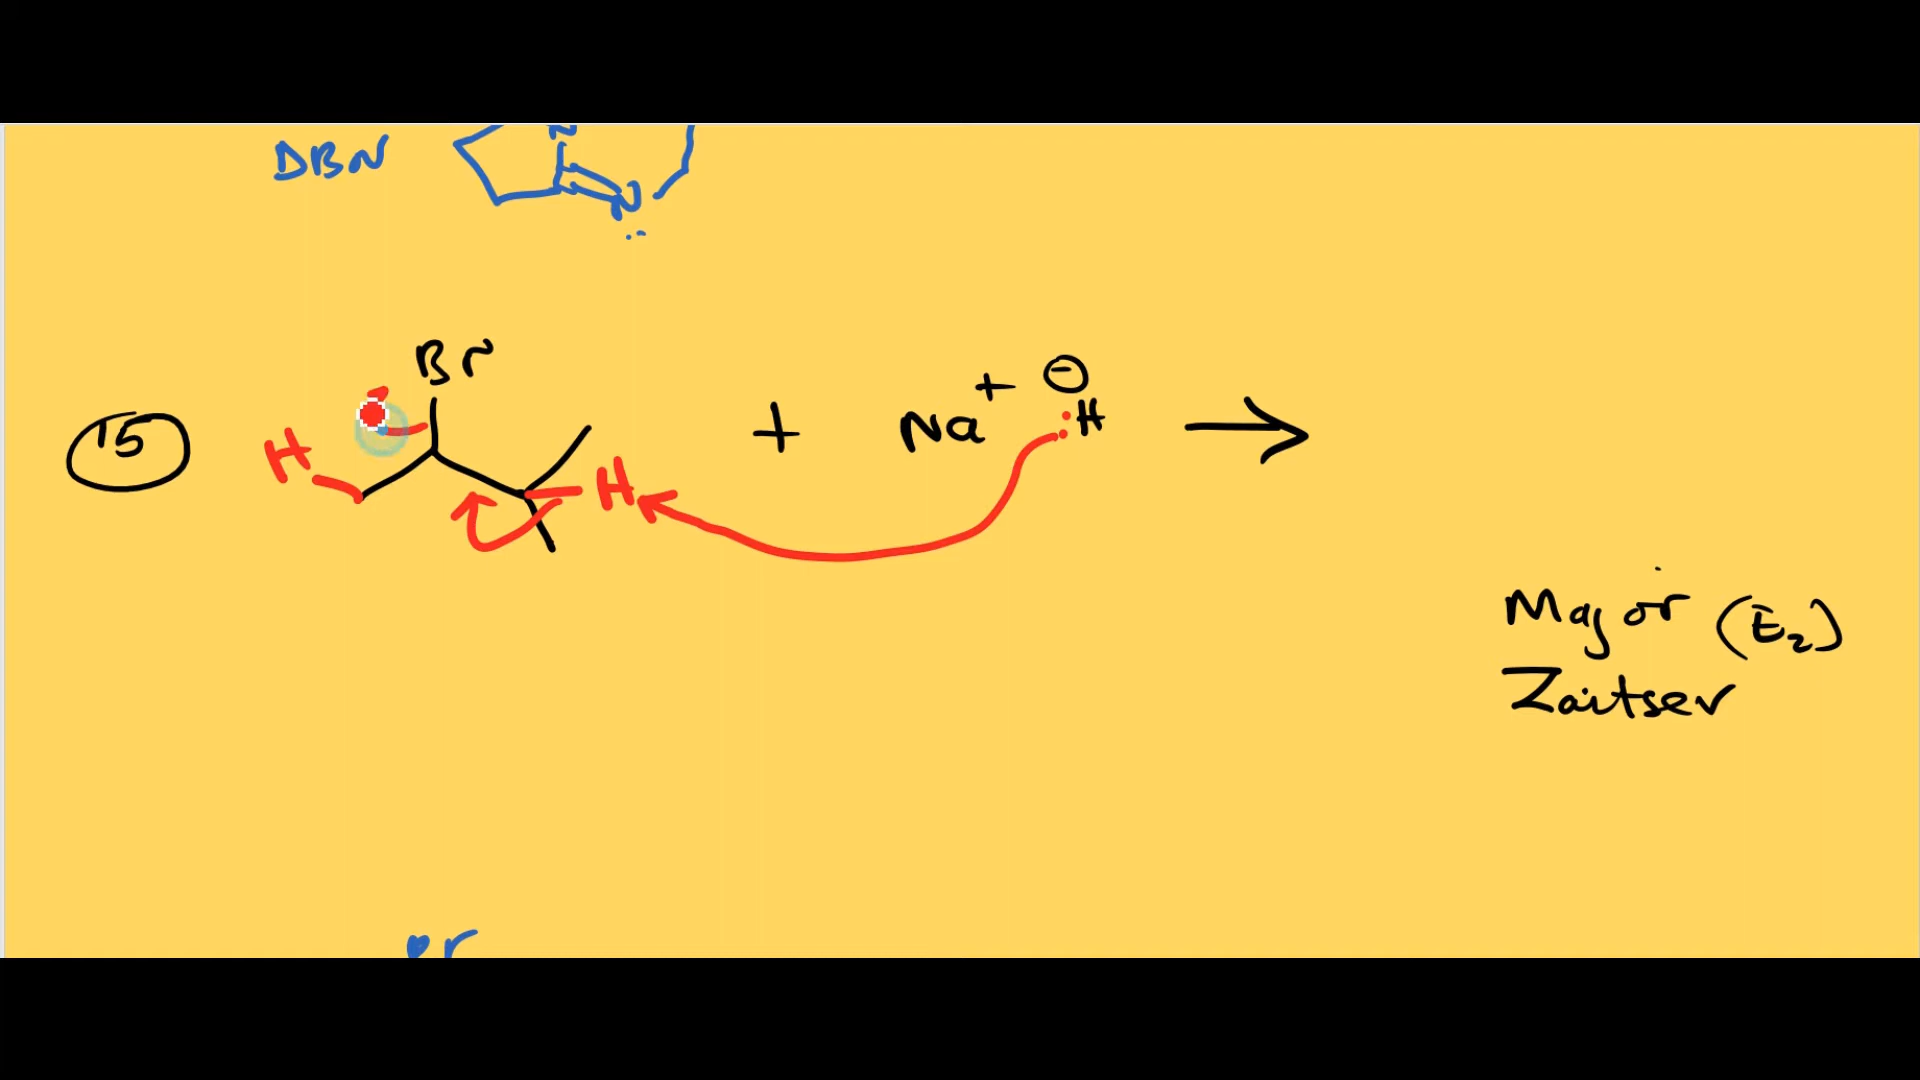 DBN
N
N
Br
15
H
H
+
Na+
⊖
:H
Major (E2)
Zaitsev